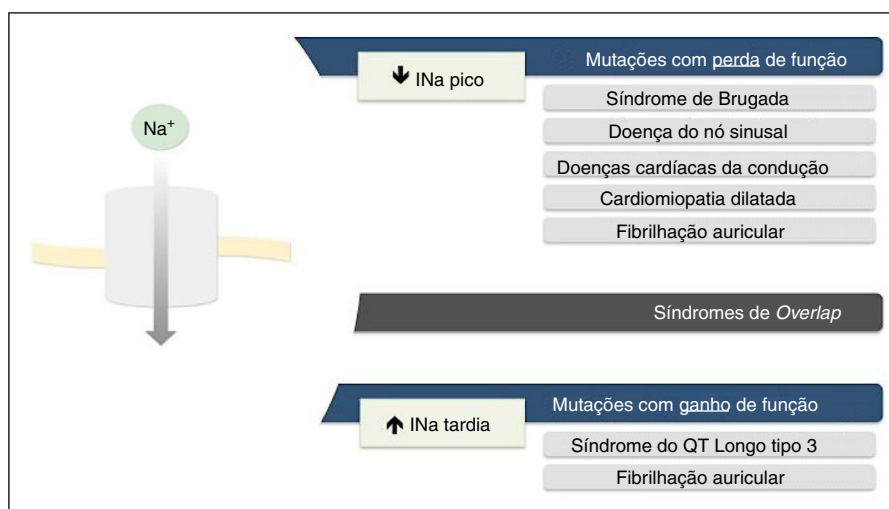 Mutações com perda de função
🡻 INa pico
Síndrome de Brugada
Doença do nó sinusal
Doenças cardíacas da condução
Cardiomiopatia dilatada
Fibrilhação auricular
Na+
Síndromes de Overlap
Mutações com ganho de função
🡹 INa tardia
Síndrome do QT Longo tipo 3
Fibrilhação auricular